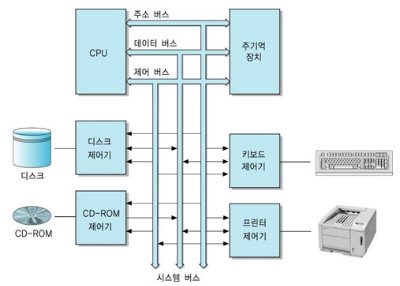 주소 버스
CPU
데이터 버스
주기억
장치
제어 버스
디스크
제어기
디스크
키보드
제어기
CD-ROM
제어기
CD-ROM
프린터
제어기
시스템 버스